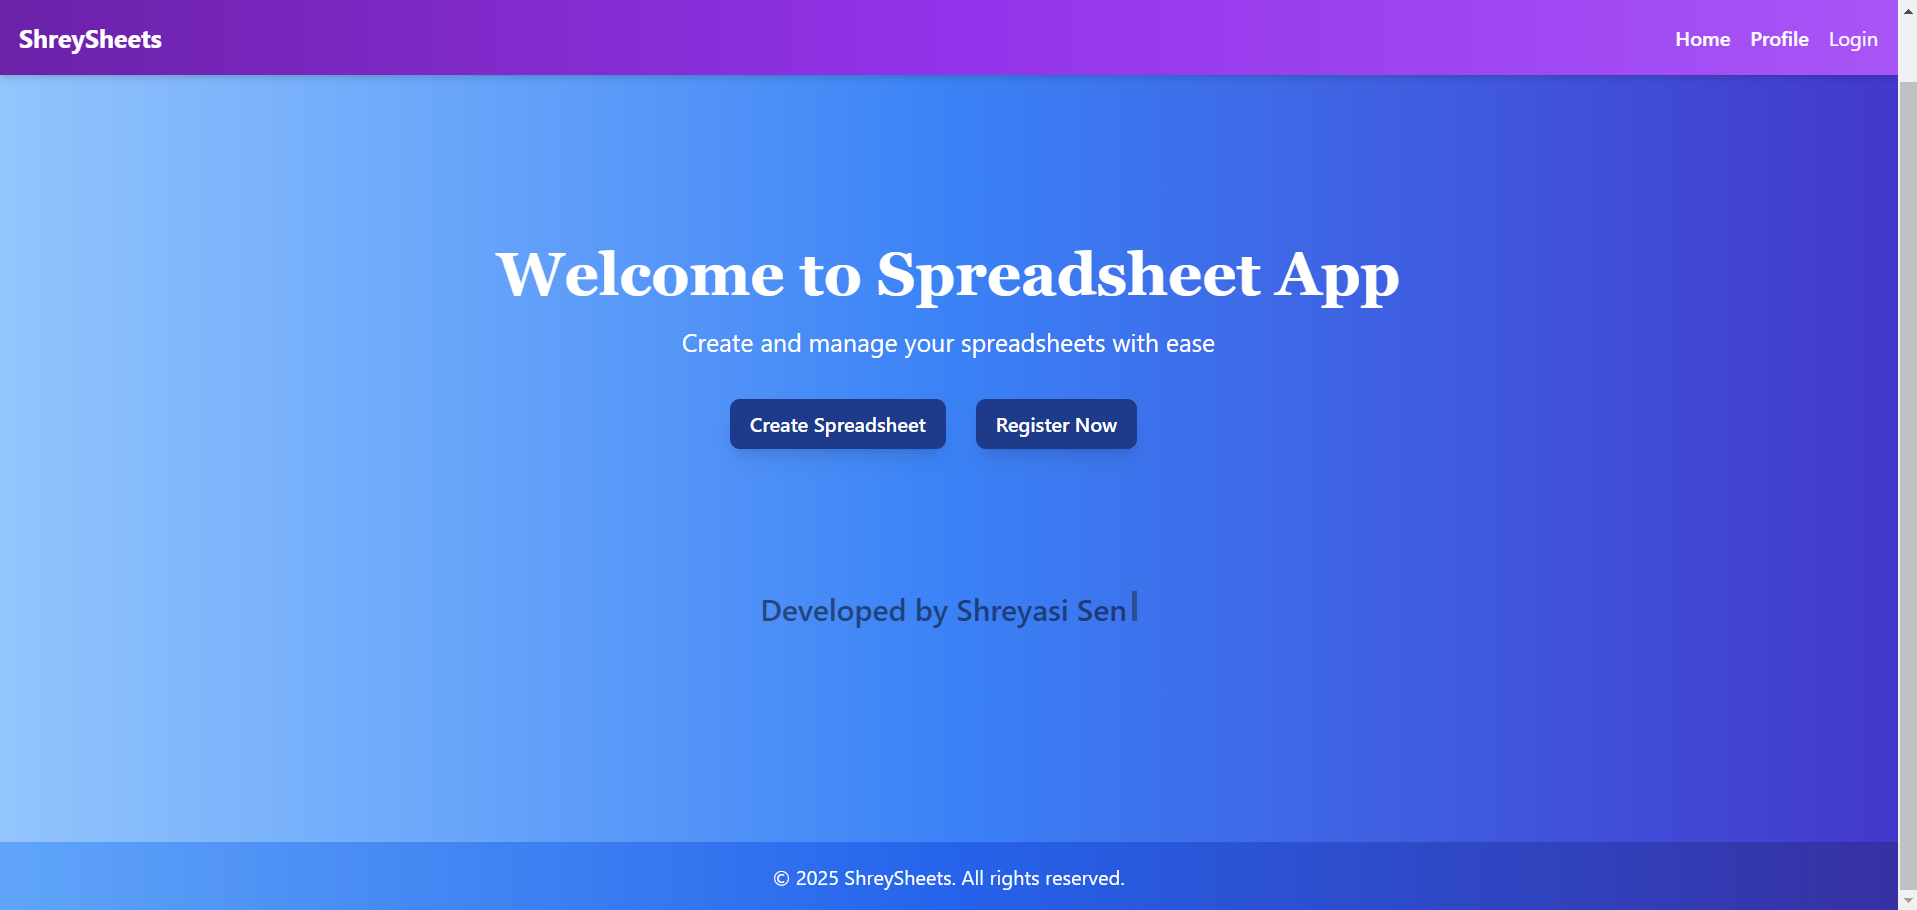 ShreySheets
Home Profile Login
Welcome to Spreadsheet App
Create and manage your spreadsheets with ease
Create Spreadsheet Register Now
Developed by Shreyasi Sen
© 2025 ShreySheets. All rights reserved.